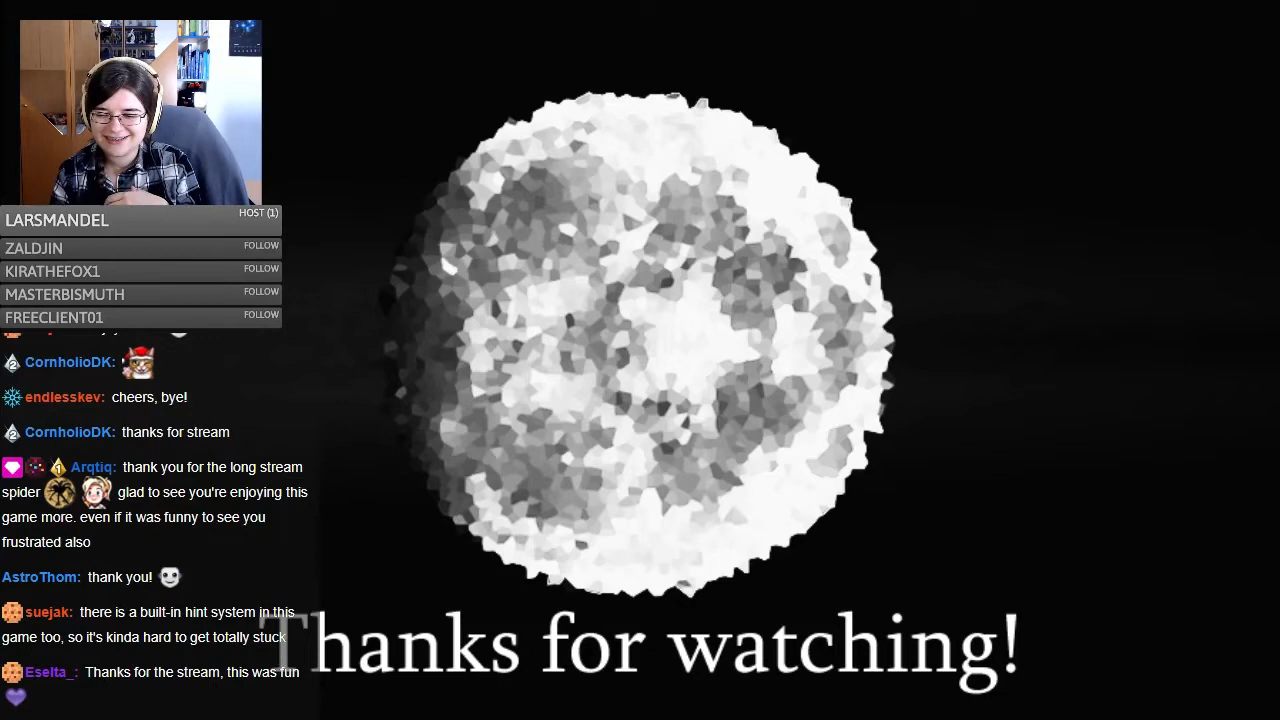 LARSMANDEL HOST (1)
ZALDJIN FOLLOW
KIRATHEFOX1 FOLLOW
MASTERBISMUTH FOLLOW
FREECLIENT01 FOLLOW
CornholioDK:
endlesskev: cheers, bye!
CornholioDK: thanks for stream
Arqtiq: thank you for the long stream
spider glad to see you're enjoying this
game more. even if it was funny to see you
frustrated also
AstroThom: thank you!
suejak: there is a built-in hint system in this
game too, so it's kinda hard to get totally stuck
Eselta_: Thanks for the stream, this was fun
Thanks for watching!